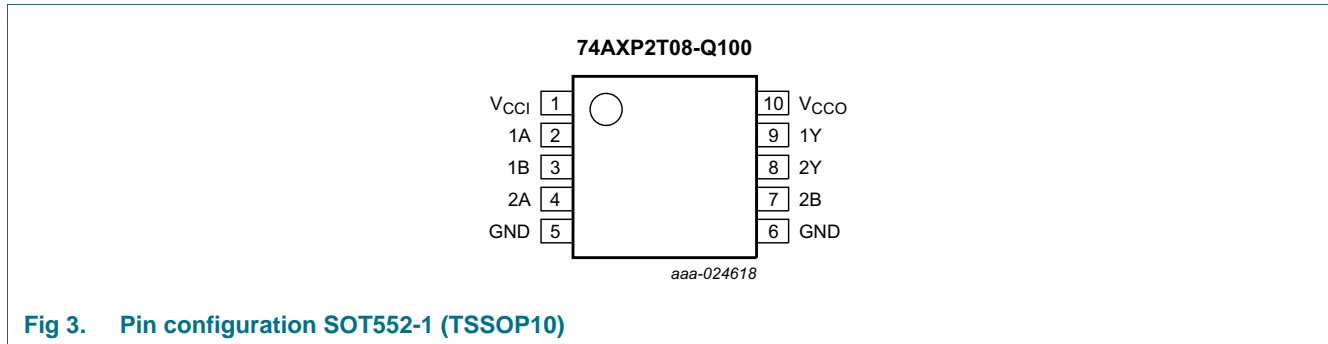 74AXP2T08-Q100
VCCI 1 10 VCCO
1A 2 9 1Y
1B 3 8 2Y
2A 4 7 2B
GND 5 6 GND
aaa-024618
Fig 3. Pin configuration SOT552-1 (TSSOP10)